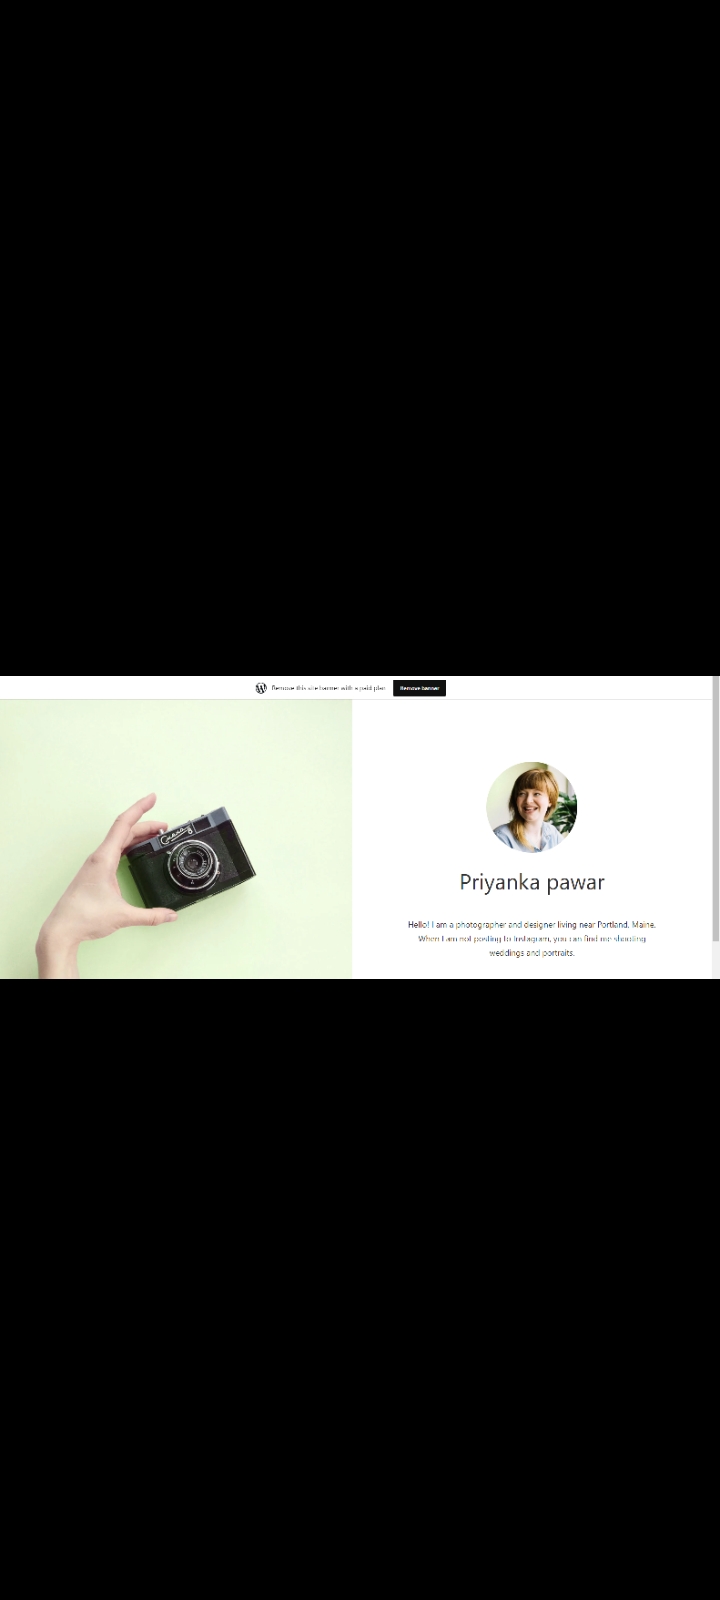 Remove this site banner with a paid plan
Remove banner
Priyanka pawar
Hello! I am a photographer and designer living near Portland, Maine.
When I am not posting to Instagram, you can find me shooting
weddings and portraits.